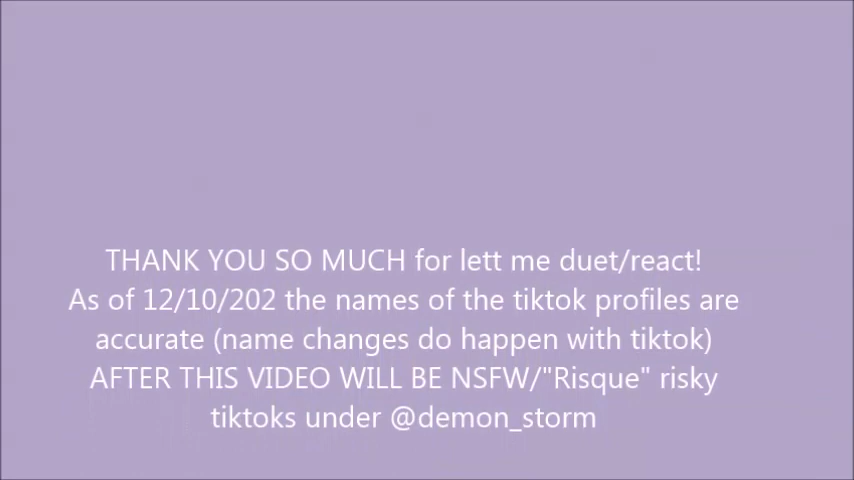 THANK YOU SO MUCH for lett me duet/react!
As of 12/10/202 the names of the tiktok profiles are
accurate (name changes do happen with tiktok)
AFTER THIS VIDEO WILL BE NSFW/"Risque" risky
tiktoks under @demon_storm